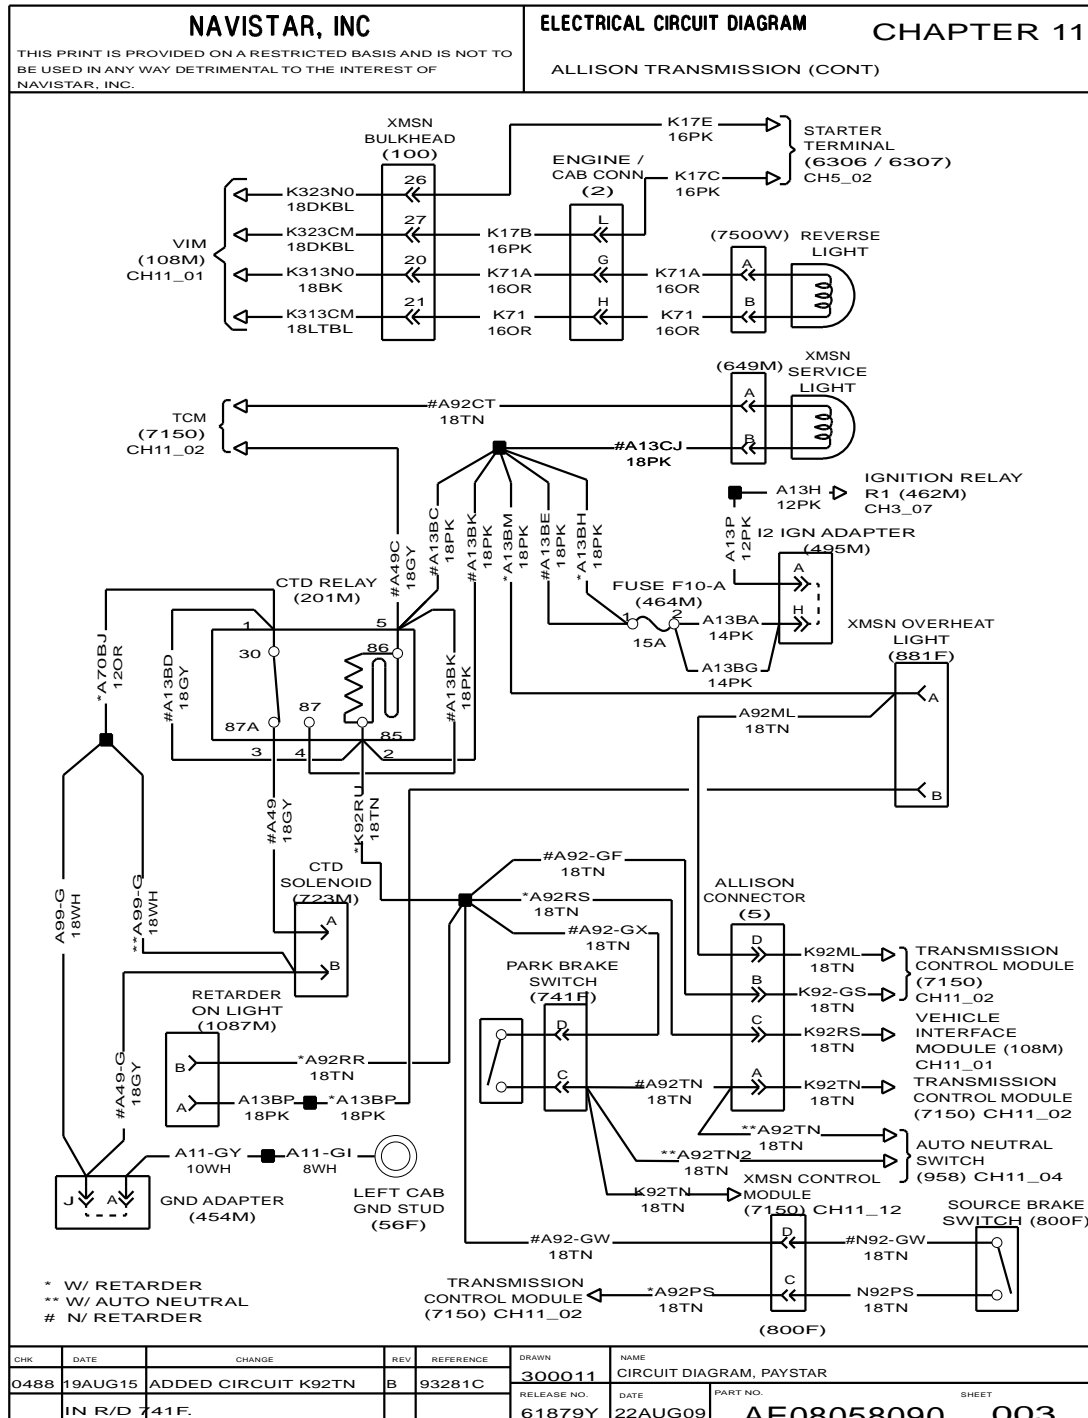 NAVISTAR, INC
THIS PRINT IS PROVIDED ON A RESTRICTED BASIS AND IS NOT TO
BE USED IN ANY WAY DETRIMENTAL TO THE INTEREST OF
NAVISTAR, INC.
ELECTRICAL CIRCUIT DIAGRAM
CHAPTER 11
ALLISON TRANSMISSION (CONT)
XMSN
BULKHEAD
(100)
K17E
16PK
STARTER
TERMINAL
(6306 / 6307)
CH5_02
ENGINE /
CAB CONN
(2)
K17C
16PK
26
K323N0
18DKBL
VIM
(108M)
CH11_01
27
K323CM
18DKBL
K17B
16PK
L
(7500W)
REVERSE
LIGHT
20
K313N0
18BK
K71A
16OR
G
K71A
16OR
A
21
K313CM
18LTBL
K71
16OR
H
K71
16OR
B
(649M)
XMSN
SERVICE
LIGHT
TCM
(7150)
CH11_02
#A92CT
18TN
A
#A13CJ
18PK
B
IGNITION RELAY
R1 (462M)
CH3_07
A13H
12PK
A13P
12PK
I2 IGN ADAPTER
(495M)
A
H
#A49C
18GY
#A13BC
18PK
#A13BK
18PK
*A13BM
18PK
#A13BE
18PK
*A13BH
18PK
FUSE F10-A
(464M)
1
2
15A
A13BA
14PK
A13BG
14PK
CTD RELAY
(201M)
1
5
30
86
87
87A
85
3
4
2
*A70BJ
12OR
#A13BD
18GY
#A13BK
18PK
XMSN OVERHEAT
LIGHT
(881F)
A
B
A92ML
18TN
#A49
18GY
*K92RJ
18TN
CTD
SOLENOID
(723M)
A
B
A99-G
18WH
**A99-G
18WH
#A92-GF
18TN
*A92RS
18TN
#A92-GX
18TN
ALLISON
CONNECTOR
(5)
D
K92ML
18TN
TRANSMISSION
CONTROL MODULE
(7150)
CH11_02
B
K92-GS
18TN
C
K92RS
18TN
VEHICLE
INTERFACE
MODULE (108M)
CH11_01
A
K92TN
18TN
TRANSMISSION
CONTROL MODULE
(7150) CH11_02
PARK BRAKE
SWITCH
(741F)
D
C
#A92TN
18TN
**A92TN
18TN
**A92TN2
18TN
AUTO NEUTRAL
SWITCH
(958) CH11_04
K92TN
18TN
XMSN CONTROL
MODULE
(7150) CH11_12
RETARDER
ON LIGHT
(1087M)
B
A
*A92RR
18TN
A13BP
18PK
*A13BP
18PK
#A49-G
18GY
A11-GY
10WH
A11-GI
8WH
J
A
GND ADAPTER
(454M)
LEFT CAB
GND STUD
(56F)
SOURCE BRAKE
SWITCH (800F)
#A92-GW
18TN
D
#N92-GW
18TN
TRANSMISSION
CONTROL MODULE
(7150) CH11_02
*A92PS
18TN
C
N92PS
18TN
(800F)
* W/ RETARDER
** W/ AUTO NEUTRAL
# N/ RETARDER
CHK DATE CHANGE REV REFERENCE
0488 19AUG15 ADDED CIRCUIT K92TN B 93281C
IN R/D 741F.
DRAWN
300011
NAME
CIRCUIT DIAGRAM, PAYSTAR
RELEASE NO.
61879Y
DATE
22AUG09
PART NO.
AE08058090
SHEET
003